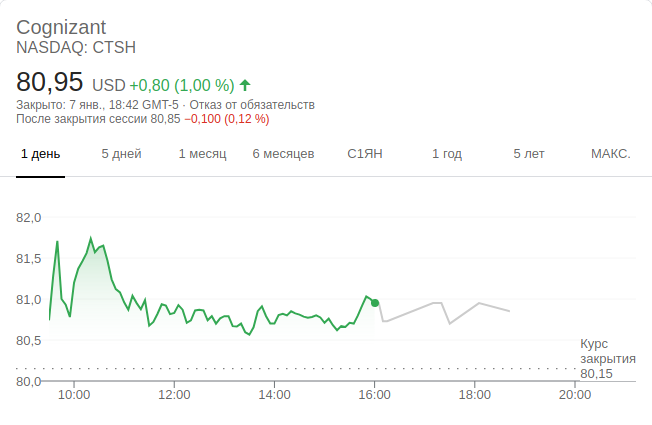 Cognizant
NASDAQ: CTSH
80,95 USD +0,80 (1,00 %)
Закрыто: 7 янв., 18:42 GMT-5 · Отказ от обязательств
После закрытия сессии 80,85 −0,100 (0,12 %)
1 день 5 дней 1 месяц 6 месяцев С1ЯН 1 год 5 лет МАКС.
82,0
81,5
81,0
80,5
Курс
закрытия
80,15
80,0
10:00 12:00 14:00 16:00 18:00 20:00